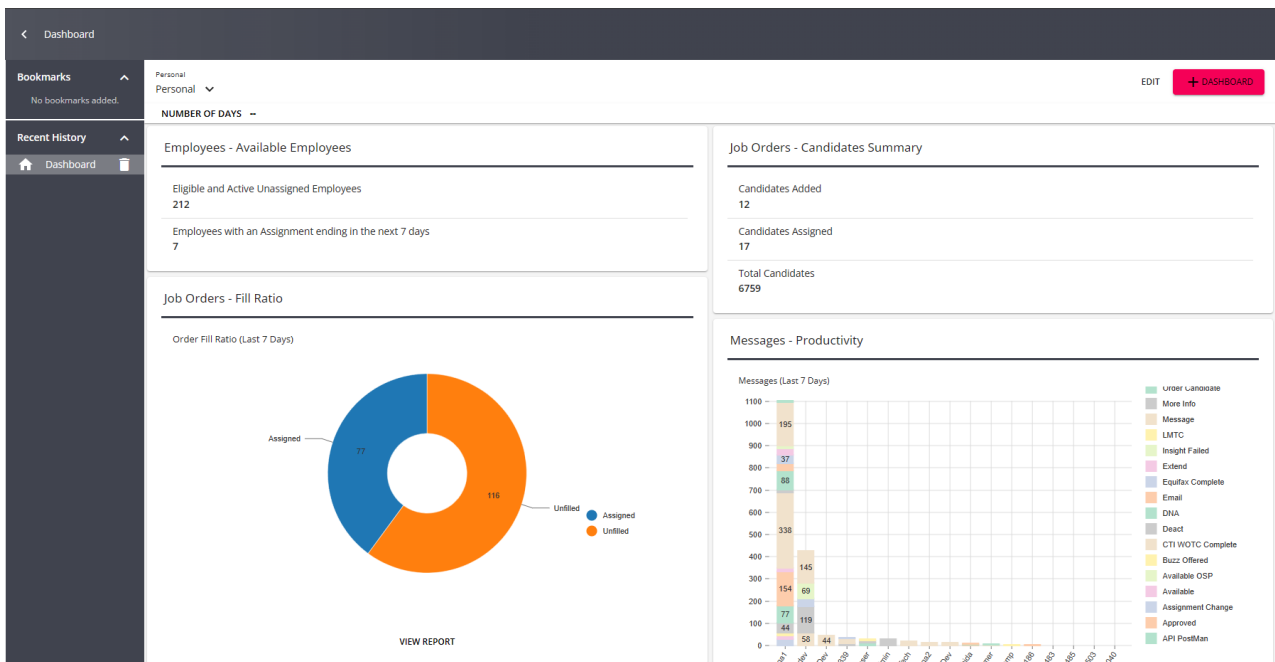 Dashboard
Bookmarks
No bookmarks added.
Recent History
Dashboard
Personal
Personal
EDIT
+ DASHBOARD
NUMBER OF DAYS --
Employees - Available Employees
Eligible and Active Unassigned Employees
212
Employees with an Assignment ending in the next 7 days
7
Job Orders - Candidates Summary
Candidates Added
12
Candidates Assigned
17
Total Candidates
6759
Job Orders - Fill Ratio
Order Fill Ratio (Last 7 Days)
Assigned
77
116
Unfilled
Assigned
Unfilled
VIEW REPORT
Messages - Productivity
Messages (Last 7 Days)
1100
1000
900
800
700
600
500
400
300
200
100
0
195
37
88
338
154
77
44
145
69
119
58
44
Order Candidate
More Info
Message
LMTC
Insight Failed
Extend
Equifax Complete
Email
DNA
Deact
CTI WOTC Complete
Buzz Offered
Available OSP
Available
Assignment Change
Approved
API PostMan